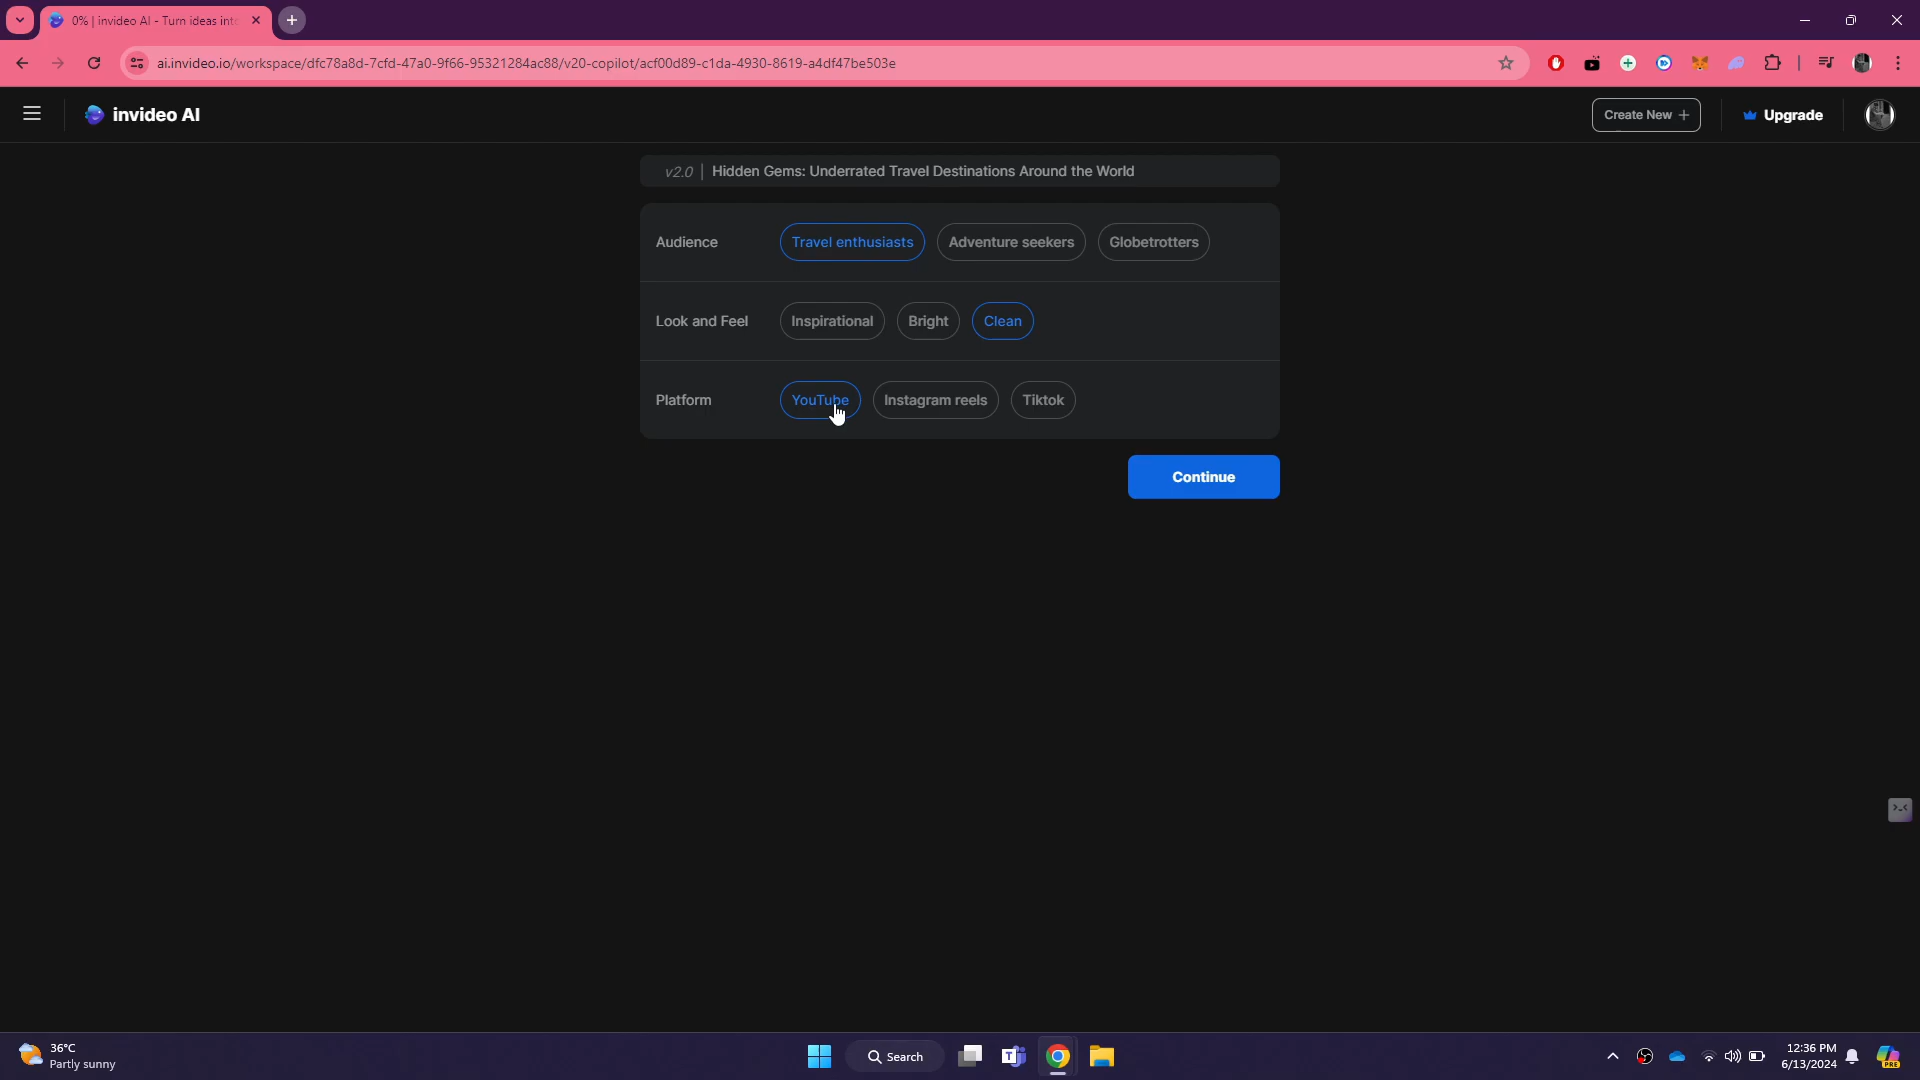 0% | invideo AI - Turn ideas into
ai.invideo.io/workspace/dfc78a8d-7cfd-47a0-9f66-95321284ac88/v20-copilot/acf00d89-c1da-4930-8619-a4df47be503e
invideo AI
Create New +
Upgrade
v2.0 | Hidden Gems: Underrated Travel Destinations Around the World
Audience Travel enthusiasts Adventure seekers Globetrotters
Look and Feel Inspirational Bright Clean
Platform YouTube Instagram reels Tiktok
Continue
36°C
Partly sunny
Search
12:36 PM
6/13/2024
PRE